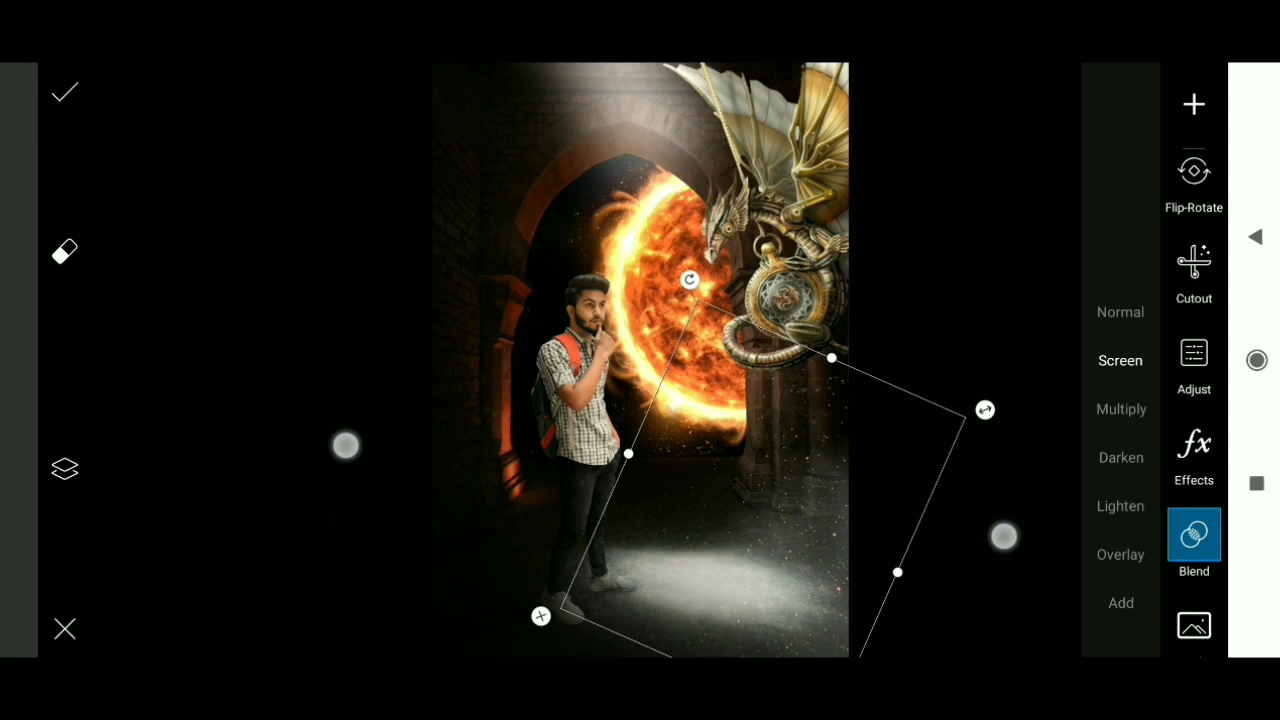 Flip-Rotate
Cutout
Normal
Screen
Adjust
Multiply
Darken
fx
Effects
Lighten
Overlay
Blend
Add